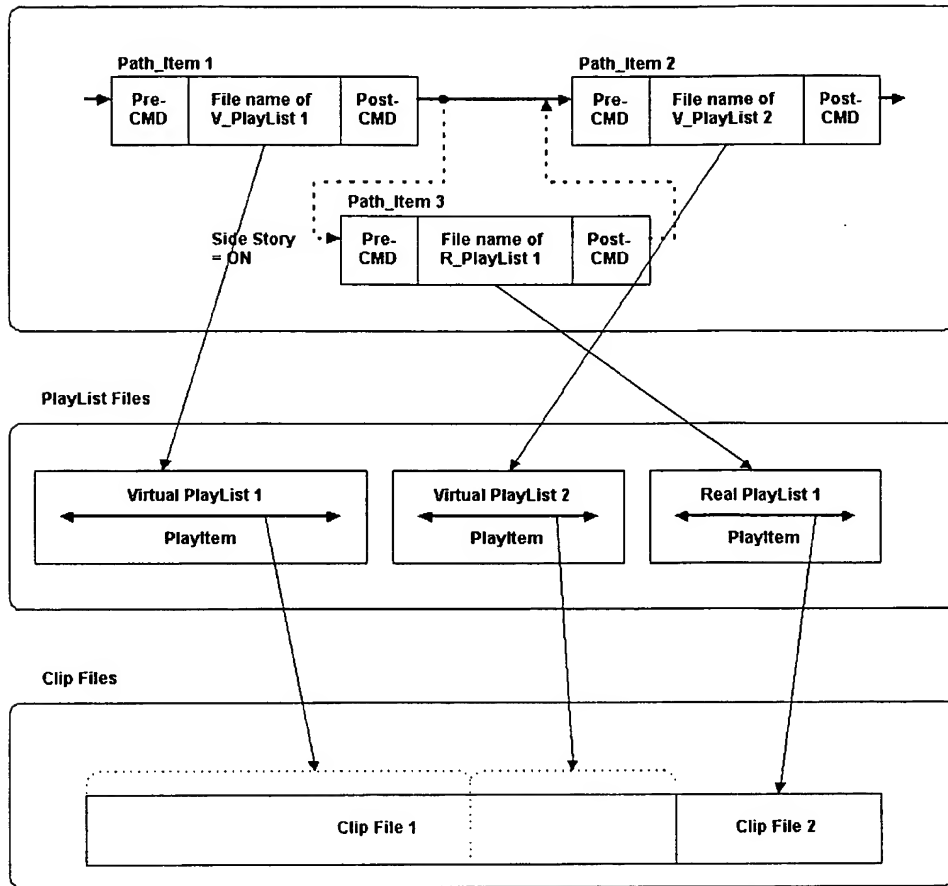 Path_Item 1
Pre-
CMD
File name of
V_PlayList 1
Post-
CMD
Path_Item 2
Pre-
CMD
File name of
V_PlayList 2
Post-
CMD
Path_Item 3
Pre-
CMD
File name of
R_PlayList 1
Post-
CMD
Side Story
= ON
PlayList Files
Virtual PlayList 1
PlayItem
Virtual PlayList 2
PlayItem
Real PlayList 1
PlayItem
Clip Files
Clip File 1
Clip File 2